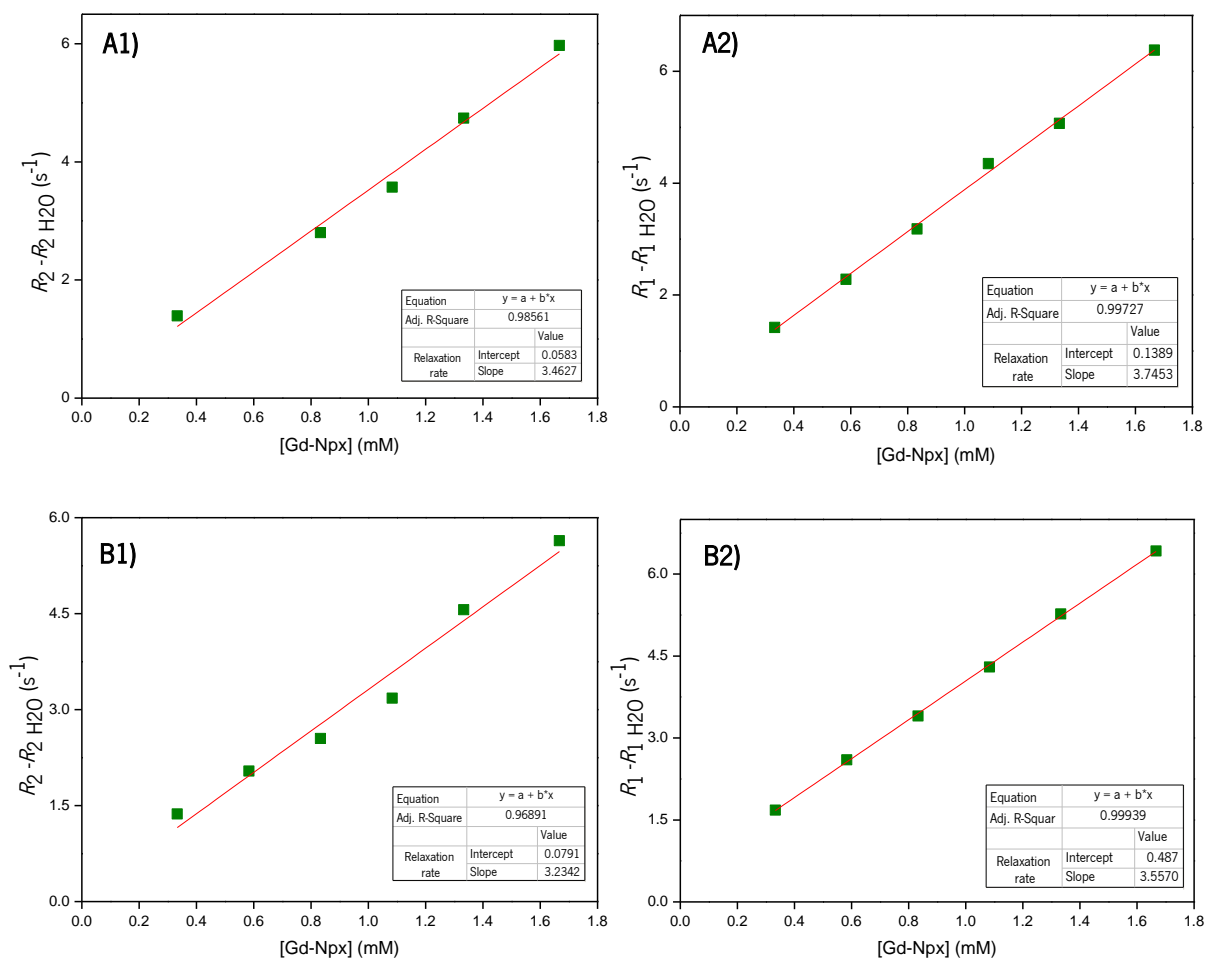 A1)
R2 -R2 H2O (s-1)
6
4
2
0
Equation y = a + b*x
Adj. R-Square 0.98561
Value
Relaxation rate Intercept 0.0583
Slope 3.4627
0.0 0.2 0.4 0.6 0.8 1.0 1.2 1.4 1.6 1.8
[Gd-Npx] (mM)
A2)
R1 -R1 H2O (s-1)
6
4
2
0
Equation y = a + b*x
Adj. R-Square 0.99727
Value
Relaxation rate Intercept 0.1389
Slope 3.7453
0.0 0.2 0.4 0.6 0.8 1.0 1.2 1.4 1.6 1.8
[Gd-Npx] (mM)
B1)
R2 -R2 H2O (s-1)
6.0
4.5
3.0
1.5
0.0
Equation y = a + b*x
Adj. R-Square 0.96891
Value
Relaxation rate Intercept 0.0791
Slope 3.2342
0.0 0.2 0.4 0.6 0.8 1.0 1.2 1.4 1.6 1.8
[Gd-Npx] (mM)
B2)
R1 -R1 H2O (s-1)
6.0
4.5
3.0
1.5
0.0
Equation y = a + b*x
Adj. R-Squar 0.99939
Value
Relaxation rate Intercept 0.487
Slope 3.5570
0.0 0.2 0.4 0.6 0.8 1.0 1.2 1.4 1.6 1.8
[Gd-Npx] (mM)